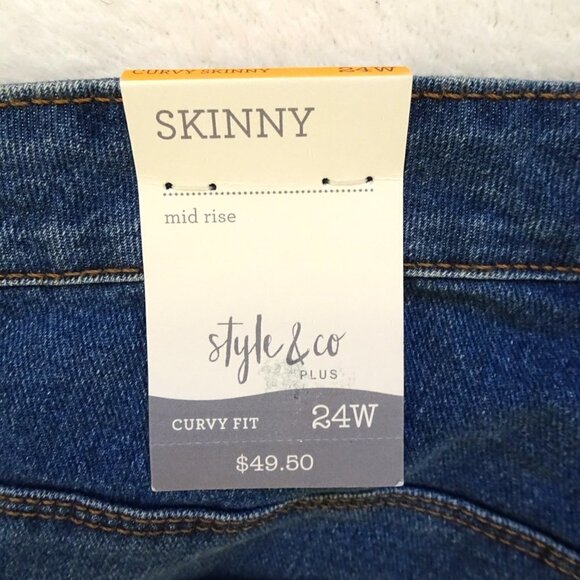 CURVY SKINNY 24W
SKINNY
mid rise
style & co
PLUS
CURVY FIT 24W
$49.50